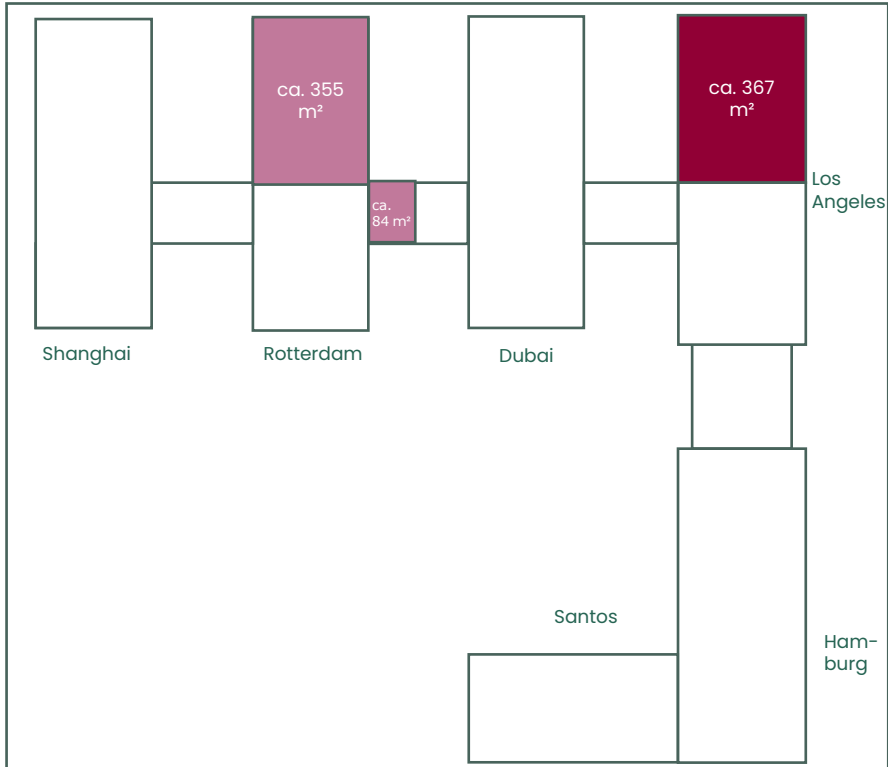 ca. 355
m²
ca. 367
m²
ca.
84 m²
Los
Angeles
Shanghai
Rotterdam
Dubai
Santos
Ham-
burg